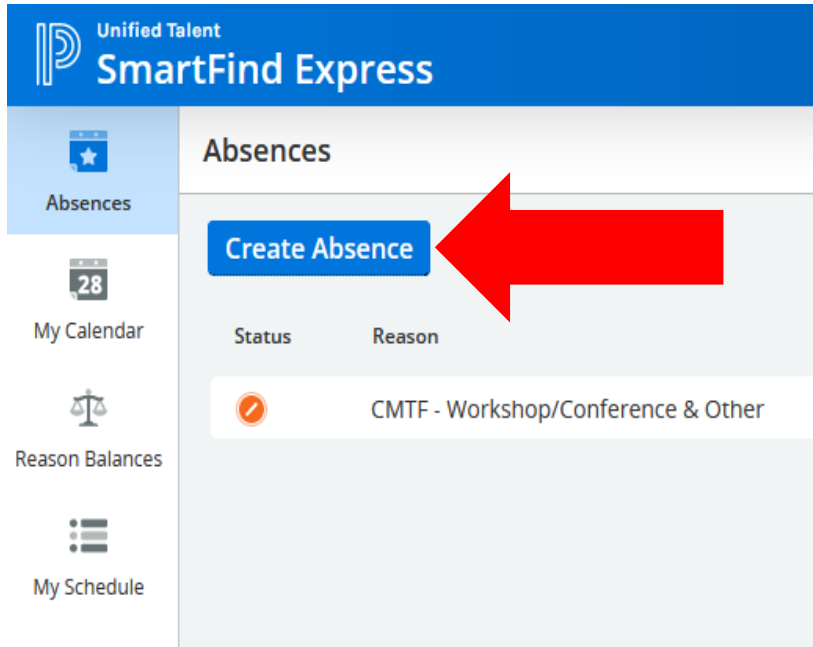 Unified Talent
SmartFind Express
Absences
Absences
Create Absence
28
My Calendar
Status Reason
CMTF - Workshop/Conference & Other
Reason Balances
My Schedule